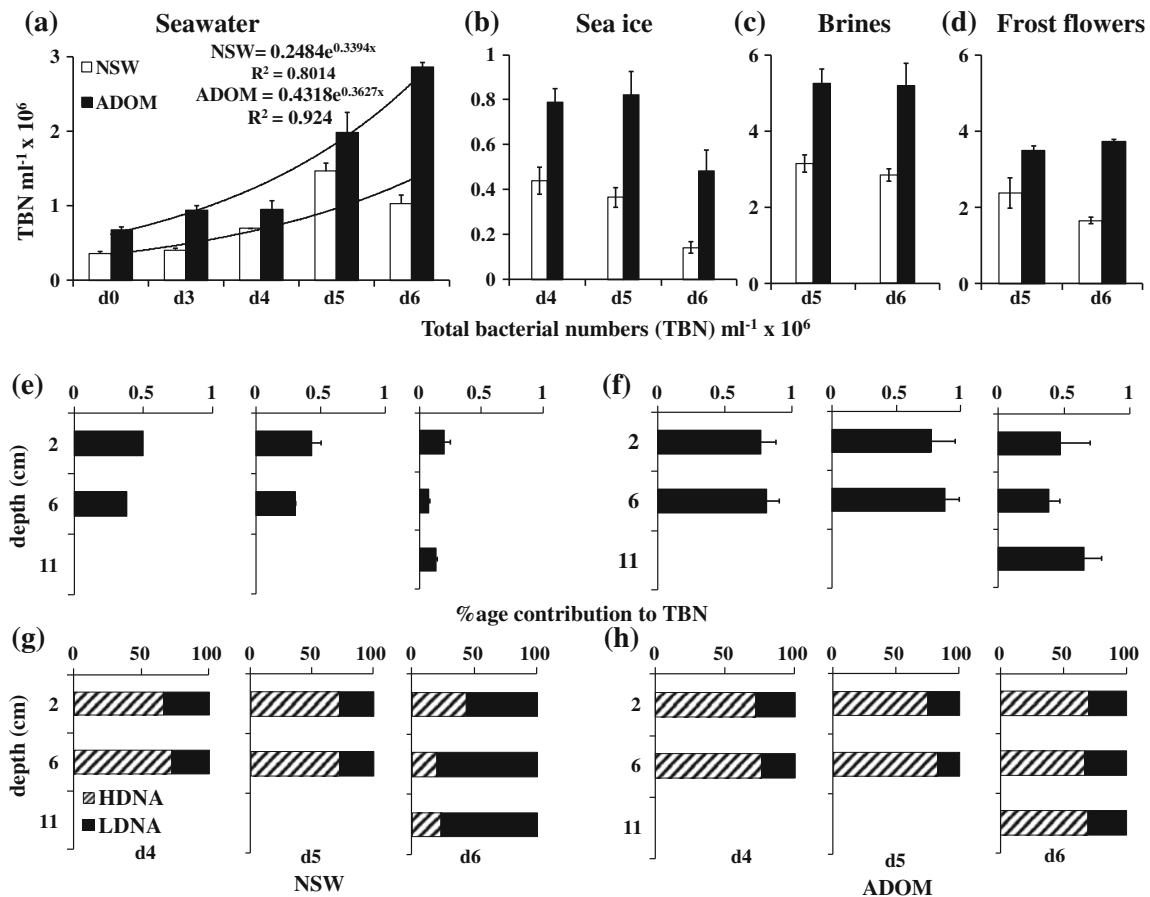 (a) Seawater (b) Sea ice (c) Brines (d) Frost flowers
NSW= 0.2484e^0.3394x
R² = 0.8014
ADOM = 0.4318e^0.3627x
R² = 0.924
NSW
ADOM
TBN ml⁻¹ x 10⁶
3
2
1
0
d0 d3 d4 d5 d6
1
0.8
0.6
0.4
0.2
0
d4 d5 d6
6
4
2
0
d5 d6
6
4
2
0
d5 d6
Total bacterial numbers (TBN) ml⁻¹ x 10⁶
(e) (f)
0 0.5 1 0 0.5 1 0 0.5 1 0 0.5 1 0 0.5 1 0 0.5 1
depth (cm)
2 2
6 6
11 11
%age contribution to TBN
(g) (h)
0 50 100 0 50 100 0 50 100 0 50 100 0 50 100 0 50 100
depth (cm)
2 2
6 6
11 11
HDNA
LDNA
d4 d5 d6 d4 d5 d6
NSW ADOM